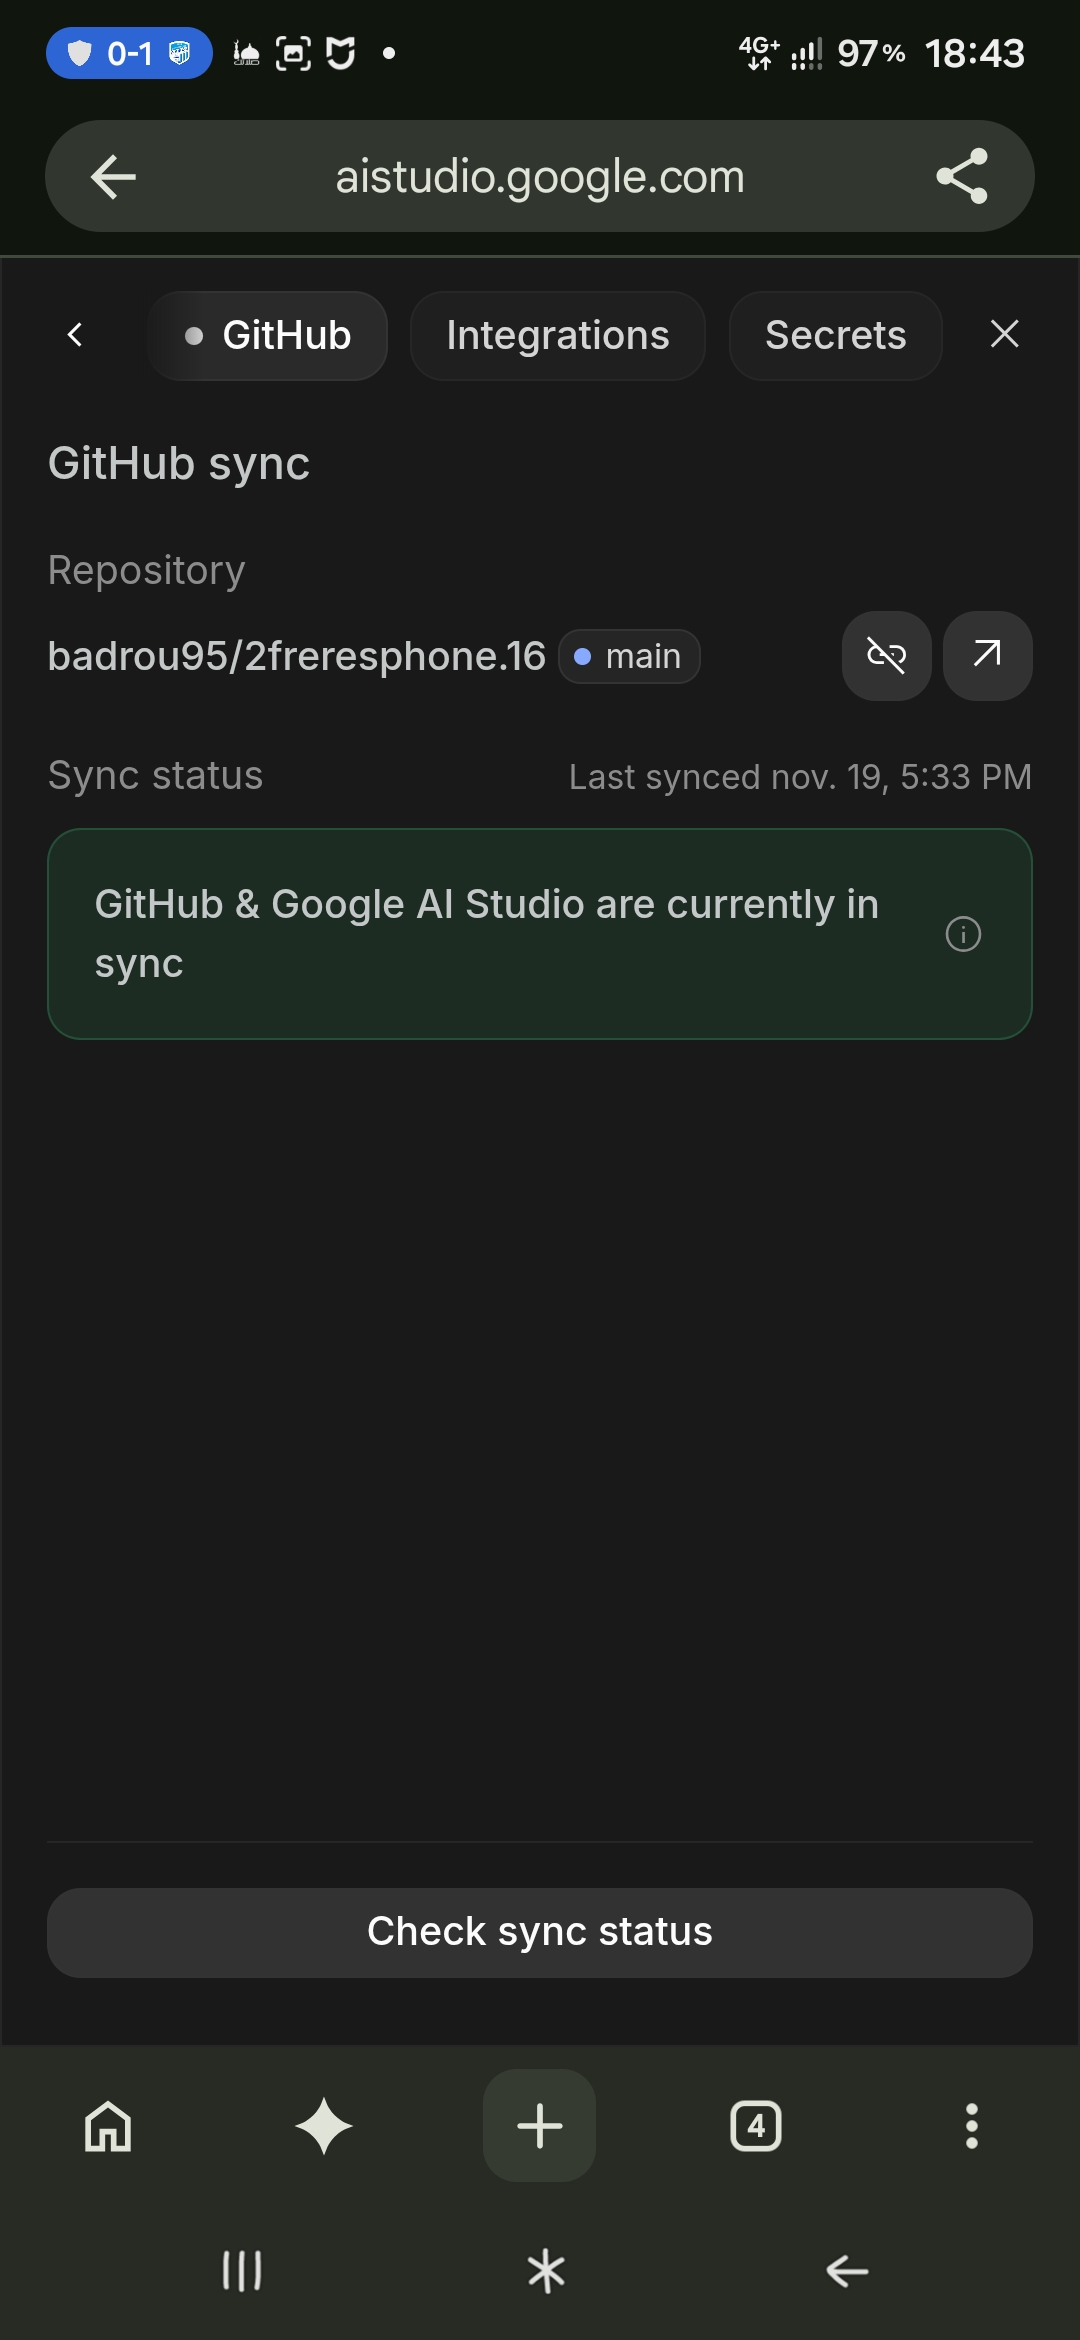 0-1
4G+ 97% 18:43
aistudio.google.com
GitHub Integrations Secrets
GitHub sync
Repository
badrou95/2freresphone.16 main
Sync status Last synced nov. 19, 5:33 PM
GitHub & Google AI Studio are currently in
sync
Check sync status
4